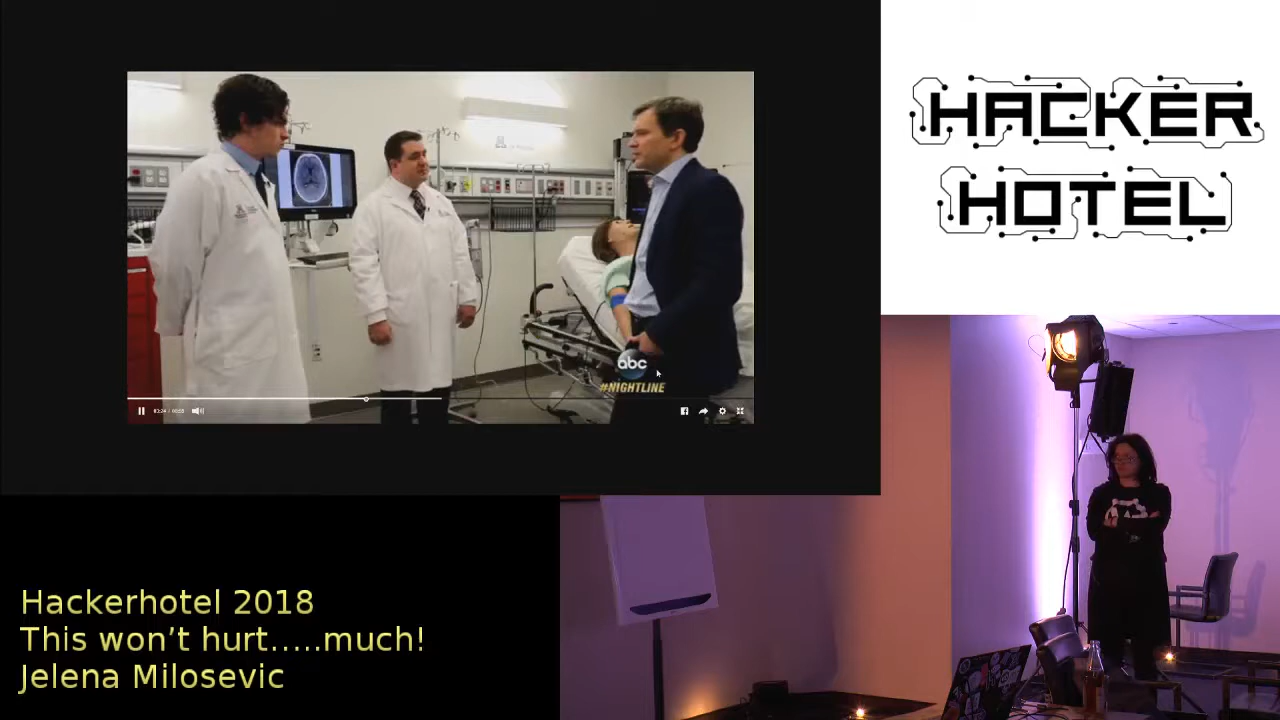 HACKER
HOTEL
abc
#NIGHTLINE
Hackerhotel 2018
This won't hurt.....much!
Jelena Milosevic